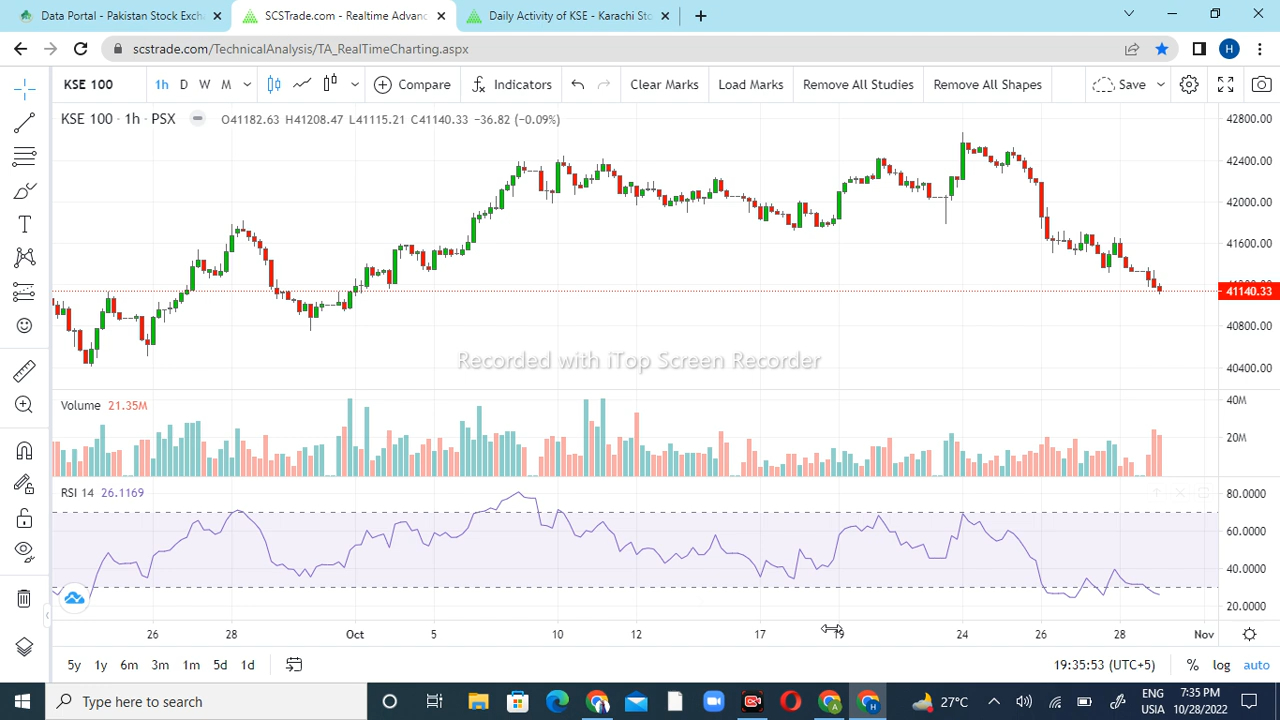 Data Portal - Pakistan Stock Exch
SCSTrade.com - Realtime Advanc
Daily Activity of KSE - Karachi Sto
scstrade.com/TechnicalAnalysis/TA_RealTimeCharting.aspx
H
KSE 100
1h D W M
Compare
Indicators
Clear Marks
Load Marks
Remove All Studies
Remove All Shapes
Save
KSE 100 · 1h · PSX O41182.63 H41208.47 L41115.21 C41140.33 −36.82 (−0.09%)
42800.00
42400.00
42000.00
41600.00
41140.33
40800.00
40400.00
Recorded with iTop Screen Recorder
Volume 21.35M
40M
20M
RSI 14 26.1169
80.0000
60.0000
40.0000
20.0000
26 28 Oct 5 10 12 17 19 24 26 28 Nov
5y 1y 6m 3m 1m 5d 1d
19:35:53 (UTC+5) % log auto
Type here to search
27°C
ENG
USIA
7:35 PM
10/28/2022